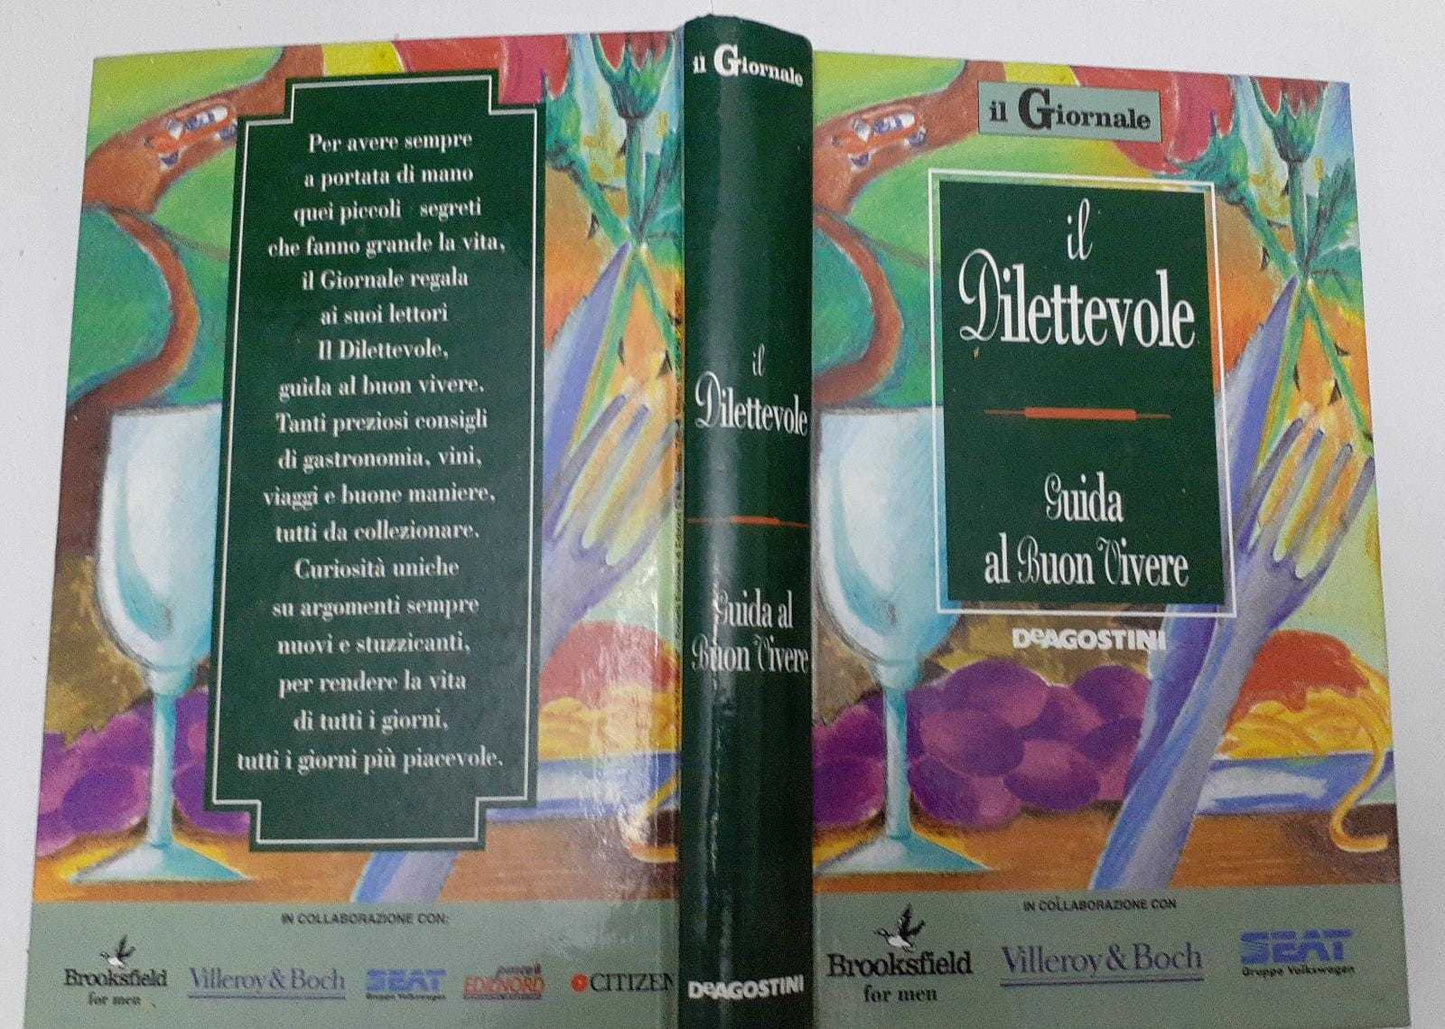 Per avere sempre
a portata di mano
quei piccoli segreti
che fanno grande la vita,
il Giornale regala
ai suoi lettori
Il Dilettevole,
guida al buon vivere.
Tanti preziosi consigli
di gastronomia, vini,
viaggi e buone maniere,
tutti da collezionare.
Curiosità uniche
su argomenti sempre
nuovi e stuzzicanti,
per rendere la vita
di tutti i giorni,
tutti i giorni più piacevole.
IN COLLABORAZIONE CON:
Brooksfield
for men
Villeroy & Boch
SEAT
Gruppo Volkswagen
EDILNORD
CITIZEN
il Giornale
il
Dilettevole
Guida al
Buon Vivere
DeAGOSTINI
il Giornale
il
Dilettevole
Guida
al Buon Vivere
DeAGOSTINI
IN COLLABORAZIONE CON
Brooksfield
for men
Villeroy & Boch
SEAT
Gruppo Volkswagen